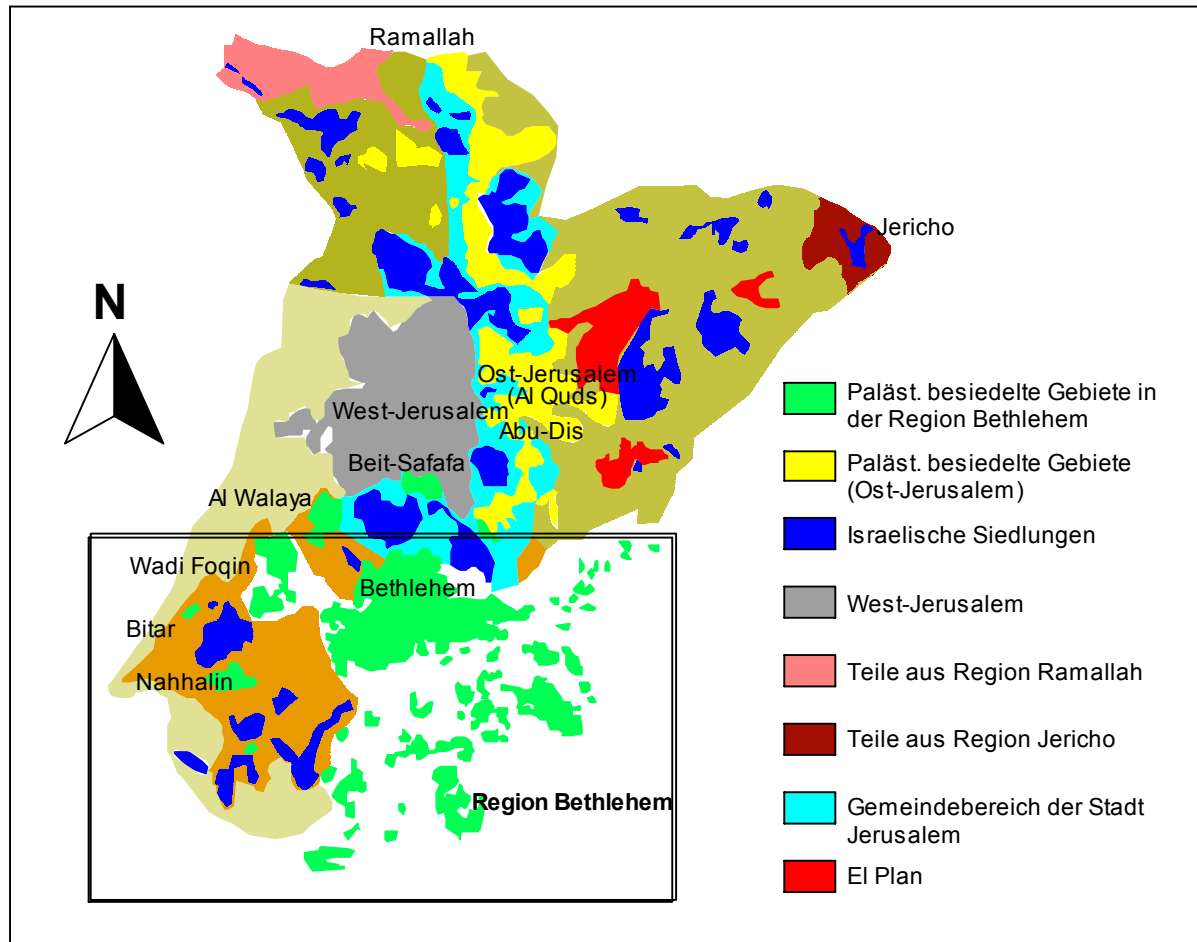 Ramallah
Jericho
N
Ost-Jerusalem
(Al Quds)
West-Jerusalem
Abu-Dis
Beit-Safafa
Al Walaya
Wadi Foqin
Bethlehem
Bitar
Nahhalin
Region Bethlehem
Paläst. besiedelte Gebiete in
der Region Bethlehem
Paläst. besiedelte Gebiete
(Ost-Jerusalem)
Israelische Siedlungen
West-Jerusalem
Teile aus Region Ramallah
Teile aus Region Jericho
Gemeindebereich der Stadt
Jerusalem
El Plan